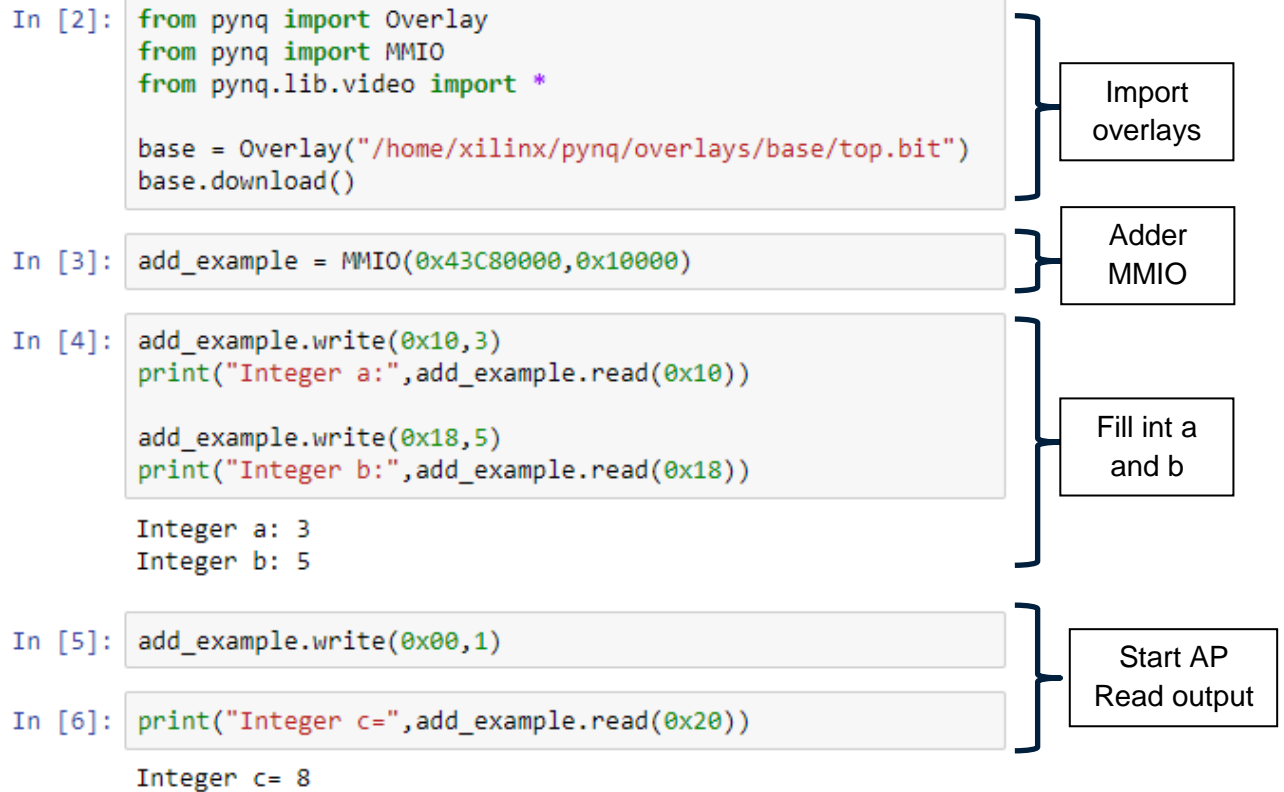 In [2]: from pynq import Overlay
from pynq import MMIO
from pynq.lib.video import *
base = Overlay("/home/xilinx/pynq/overlays/base/top.bit")
base.download()
Import
overlays
In [3]: add_example = MMIO(0x43C80000,0x10000)
Adder
MMIO
In [4]: add_example.write(0x10,3)
print("Integer a:",add_example.read(0x10))
add_example.write(0x18,5)
print("Integer b:",add_example.read(0x18))
Integer a: 3
Integer b: 5
Fill int a
and b
In [5]: add_example.write(0x00,1)
In [6]: print("Integer c=",add_example.read(0x20))
Integer c= 8
Start AP
Read output